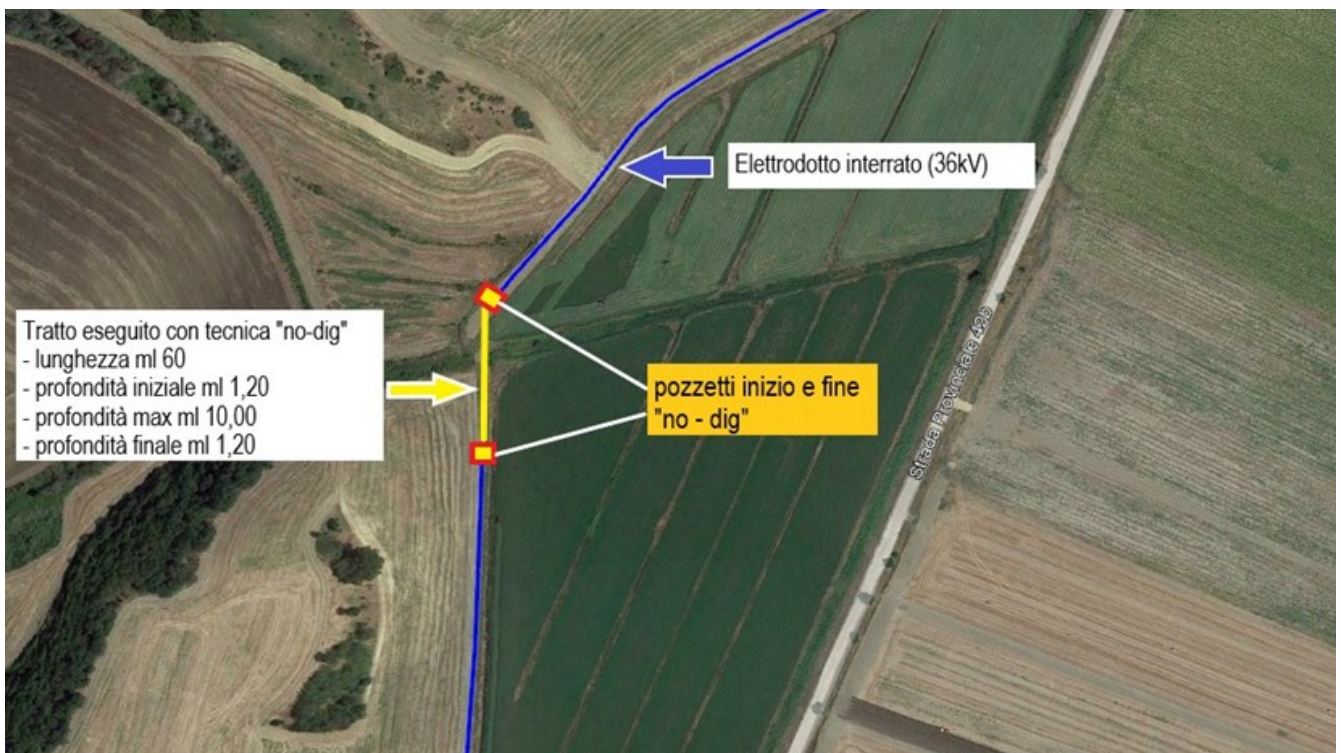 Elettrodotto interrato (36kV)
Tratto eseguito con tecnica "no-dig"
- lunghezza ml 60
- profondità iniziale ml 1,20
- profondità max ml 10,00
- profondità finale ml 1,20
pozzetti inizio e fine
"no - dig"
Strada Provinciale